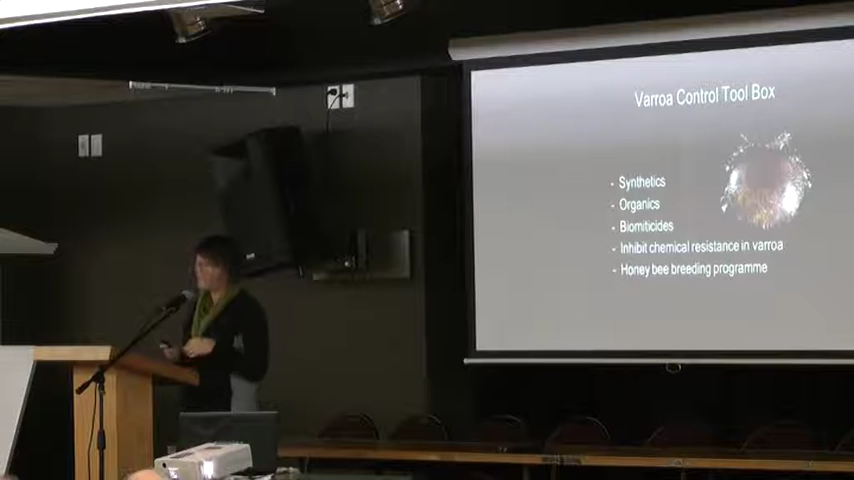 Varroa Control Tool Box
- Synthetics
- Organics
- Biomiticides
- Inhibit chemical resistance in varroa
- Honey bee breeding programme